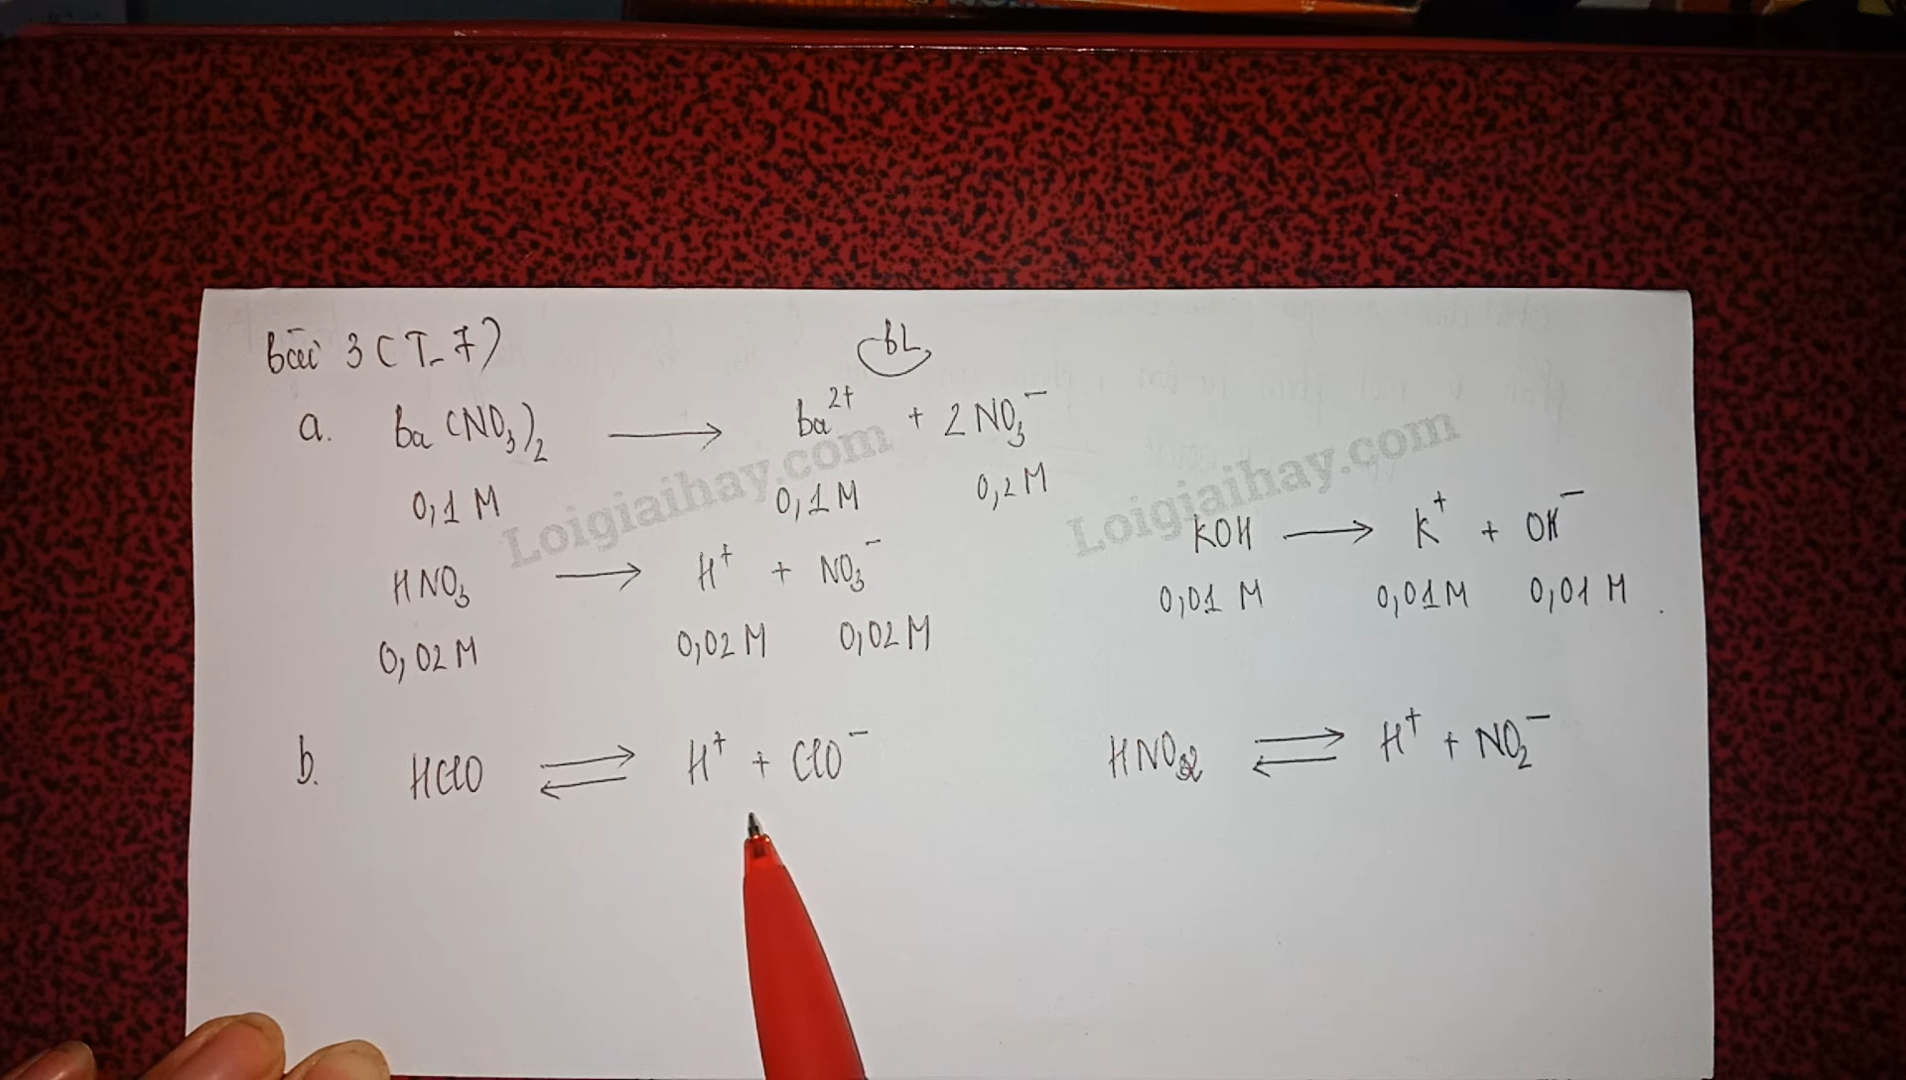 Bài 3 (T-7)
BL
a. Ba(NO₃)₂ ⟶ Ba²⁺ + 2NO₃⁻
0,1 M 0,1 M 0,2 M
KOH ⟶ K⁺ + OH⁻
0,01 M 0,01 M 0,01 M.
HNO₃ ⟶ H⁺ + NO₃⁻
0,02 M 0,02 M 0,02 M
b. HClO ⇌ H⁺ + ClO⁻
HNO₂ ⇌ H⁺ + NO₂⁻
Loigiaihay.com
Loigiaihay.com